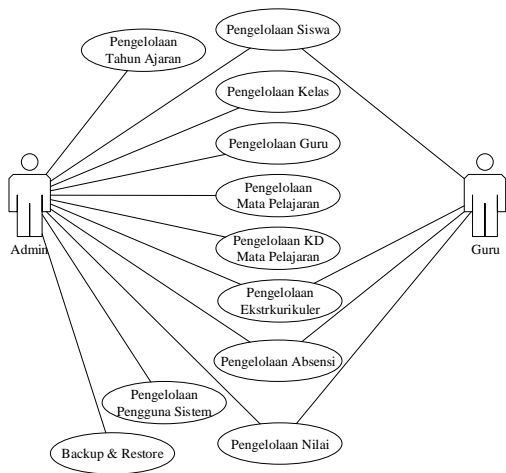 Pengelolaan Siswa
Pengelolaan
Tahun Ajaran
Pengelolaan Kelas
Pengelolaan Guru
Pengelolaan
Mata Pelajaran
Admin
Guru
Pengelolaan KD
Mata Pelajaran
Pengelolaan
Ekstrkurikuler
Pengelolaan Absensi
Pengelolaan
Pengguna Sistem
Pengelolaan Nilai
Backup & Restore